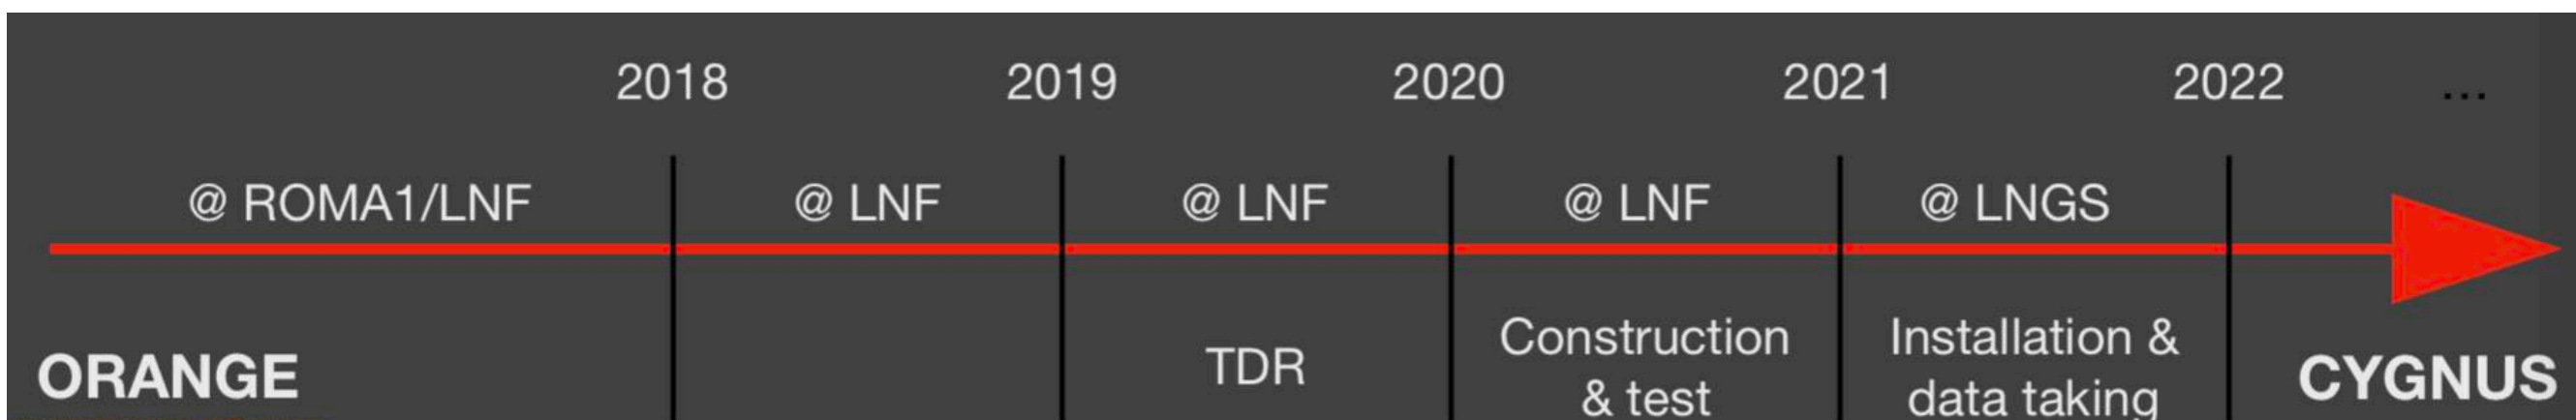 2018 2019 2020 2021 2022 ...
@ ROMA1/LNF @ LNF @ LNF @ LNF @ LNGS
ORANGE
TDR
Construction
& test
Installation &
data taking
CYGNUS